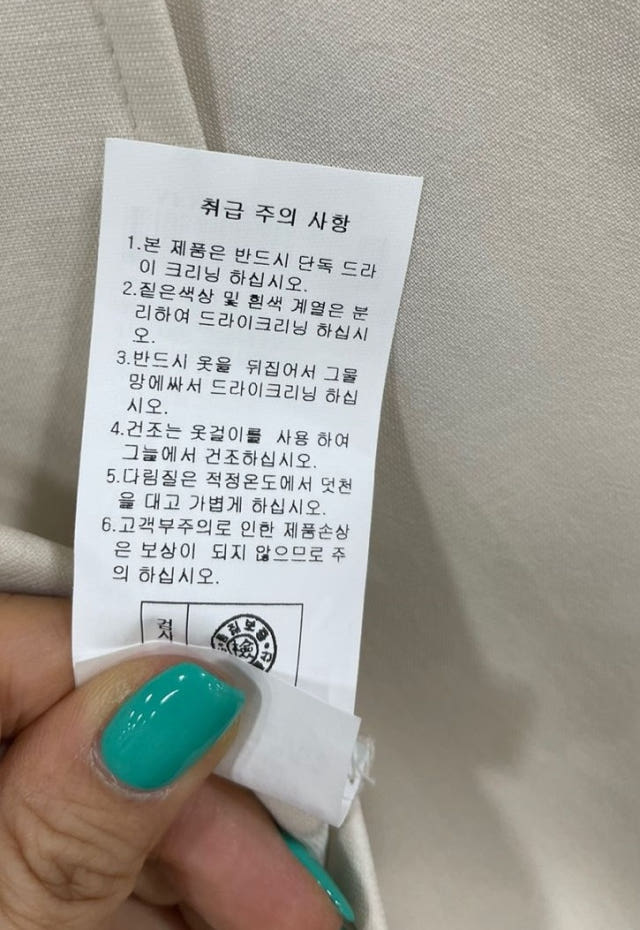 취급 주의 사항
1.본 제품은 반드시 단독 드라
이 크리닝 하십시오.
2.짙은색상 및 흰색 계열은 분
리하여 드라이크리닝 하십시
오.
3.반드시 옷을 뒤집어서 그물
망에싸서 드라이크리닝 하십
시오.
4.건조는 옷걸이를 사용 하여
그늘에서 건조하십시오.
5.다림질은 적정온도에서 덧천
을 대고 가볍게 하십시오.
6.고객부주의로 인한 제품손상
은 보상이 되지 않으므로 주
의 하십시오.
검
품질보증
檢